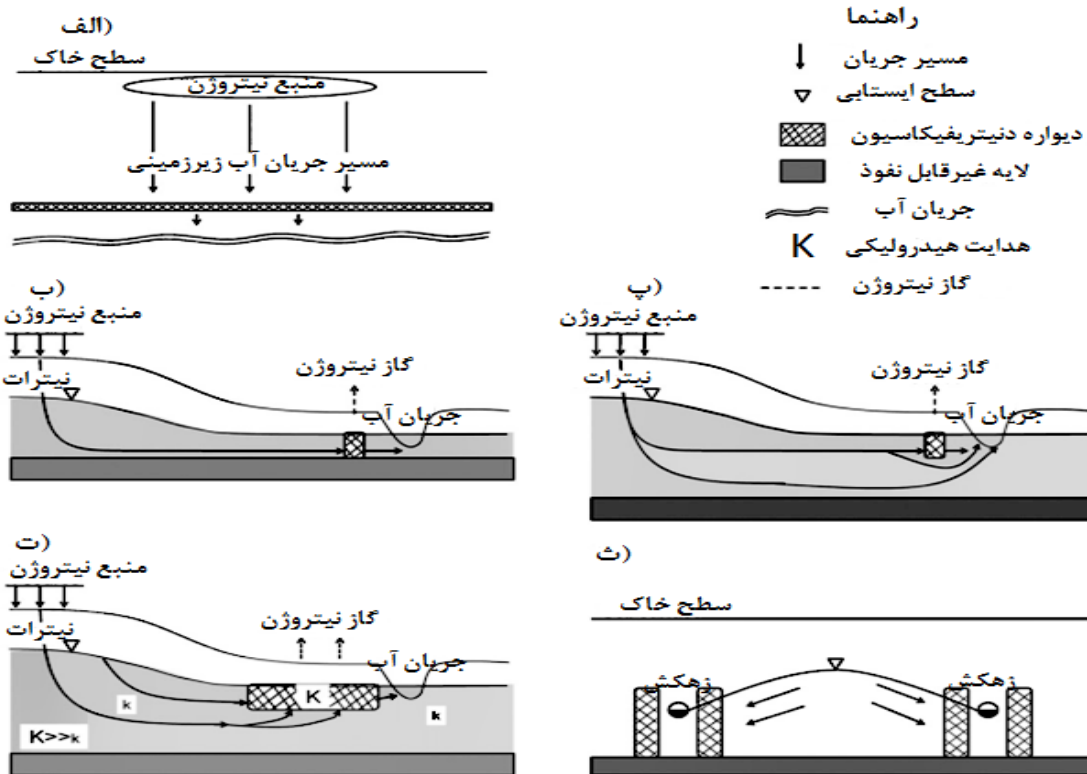 راهنما
مسیر جریان
سطح ایستابی
دیواره دنیتریفیکاسیون
لایه غیرقابل نفوذ
جریان آب
K هدایت هیدرولیکی
گاز نیتروژن
الف)
سطح خاک
منبع نیتروژن
مسیر جریان آب زیرزمینی
ب)
منبع نیتروژن
نیترات
گاز نیتروژن
جریان آب
پ)
منبع نیتروژن
نیترات
گاز نیتروژن
جریان آب
ت)
منبع نیتروژن
نیترات
گاز نیتروژن
جریان آب
k
K
k
K>>k
ث)
سطح خاک
زهکش
زهکش